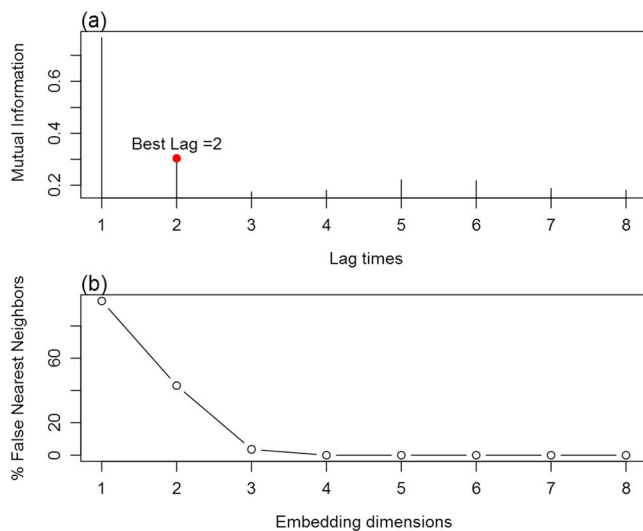 (a)
Mutual Information
0.6
0.4
0.2
Best Lag =2
1 2 3 4 5 6 7 8
Lag times
(b)
% False Nearest Neighbors
60
20
0
1 2 3 4 5 6 7 8
Embedding dimensions